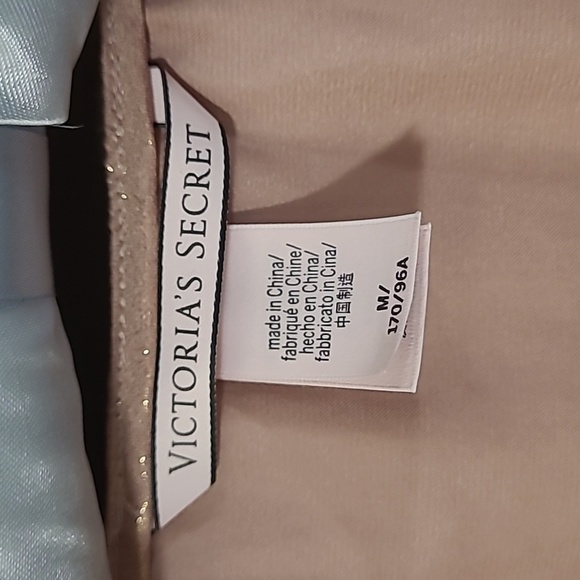 VICTORIA'S SECRET
made in China/
fabriqué en Chine/
hecho en China/
fabbricato in Cina/
中国制造
M/
170/96A